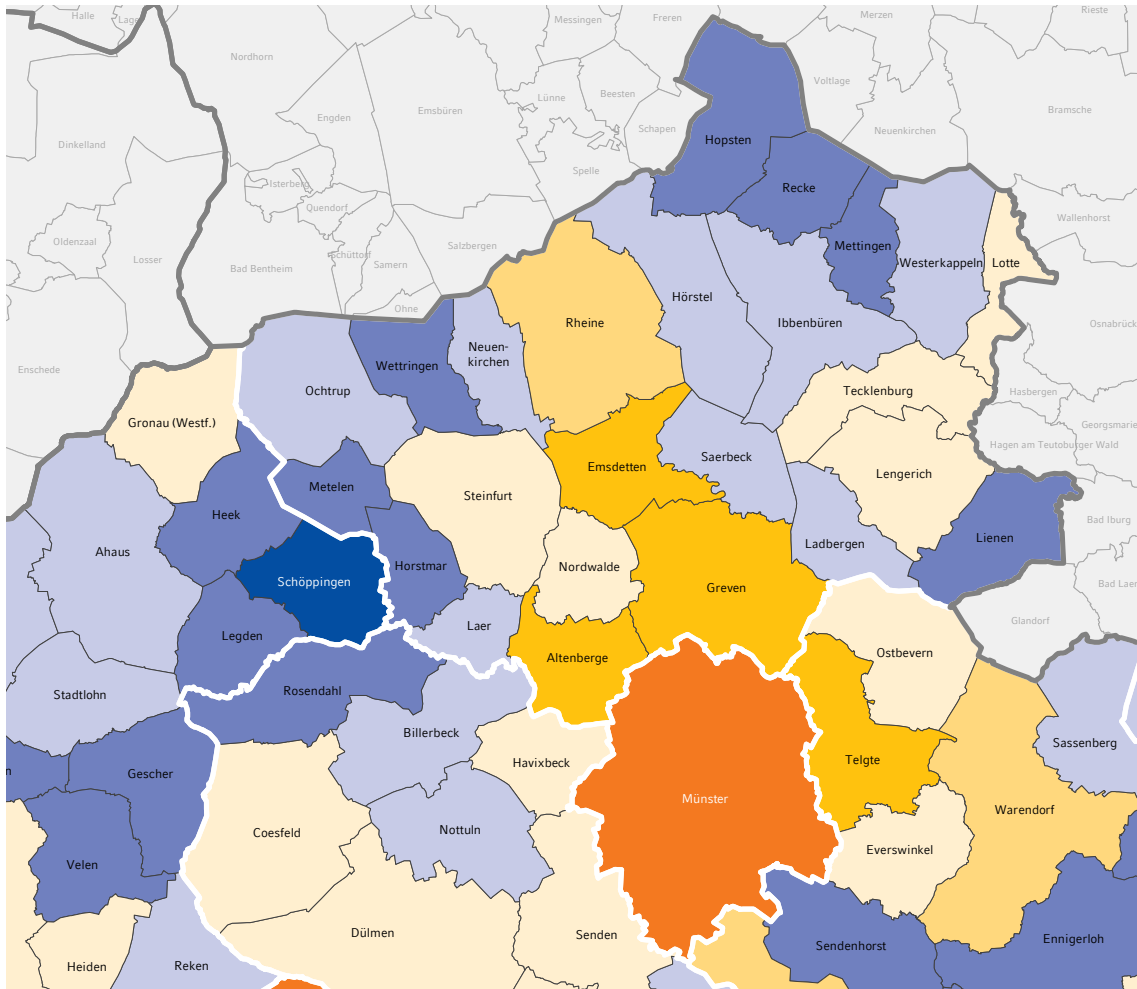 Halle
Lage
Messingen
Freren
Merzen
Rieste
Nordhorn
Voltlage
Lünne
Beesten
Emsbüren
Bramsche
Engden
Schapen
Neuenkirchen
Dinkelland
Hopsten
Spelle
Isterberg
Recke
Quendorf
Wallenhorst
Oldenzaal
Salzbergen
Mettingen
Schüttorf
Losser
Samern
Westerkappeln
Lotte
Bad Bentheim
Hörstel
Ohne
Rheine
Ibbenbüren
Osnabrück
Neuen-
kirchen
Wettringen
Enschede
Ochtrup
Tecklenburg
Hasbergen
Gronau (Westf.)
Georgsmarie
Hagen am Teutoburger Wald
Saerbeck
Emsdetten
Lengerich
Metelen
Steinfurt
Heek
Bad Iburg
Lienen
Ladbergen
Ahaus
Horstmar
Nordwalde
Schöppingen
Bad Laer
Greven
Glandorf
Laer
Legden
Ostbevern
Altenberge
Rosendahl
Stadtlohn
Billerbeck
Sassenberg
Telgte
Havixbeck
n
Gescher
Münster
Warendorf
Nottuln
Coesfeld
Everswinkel
Velen
Dülmen
Senden
Ennigerloh
Sendenhorst
Reken
Heiden